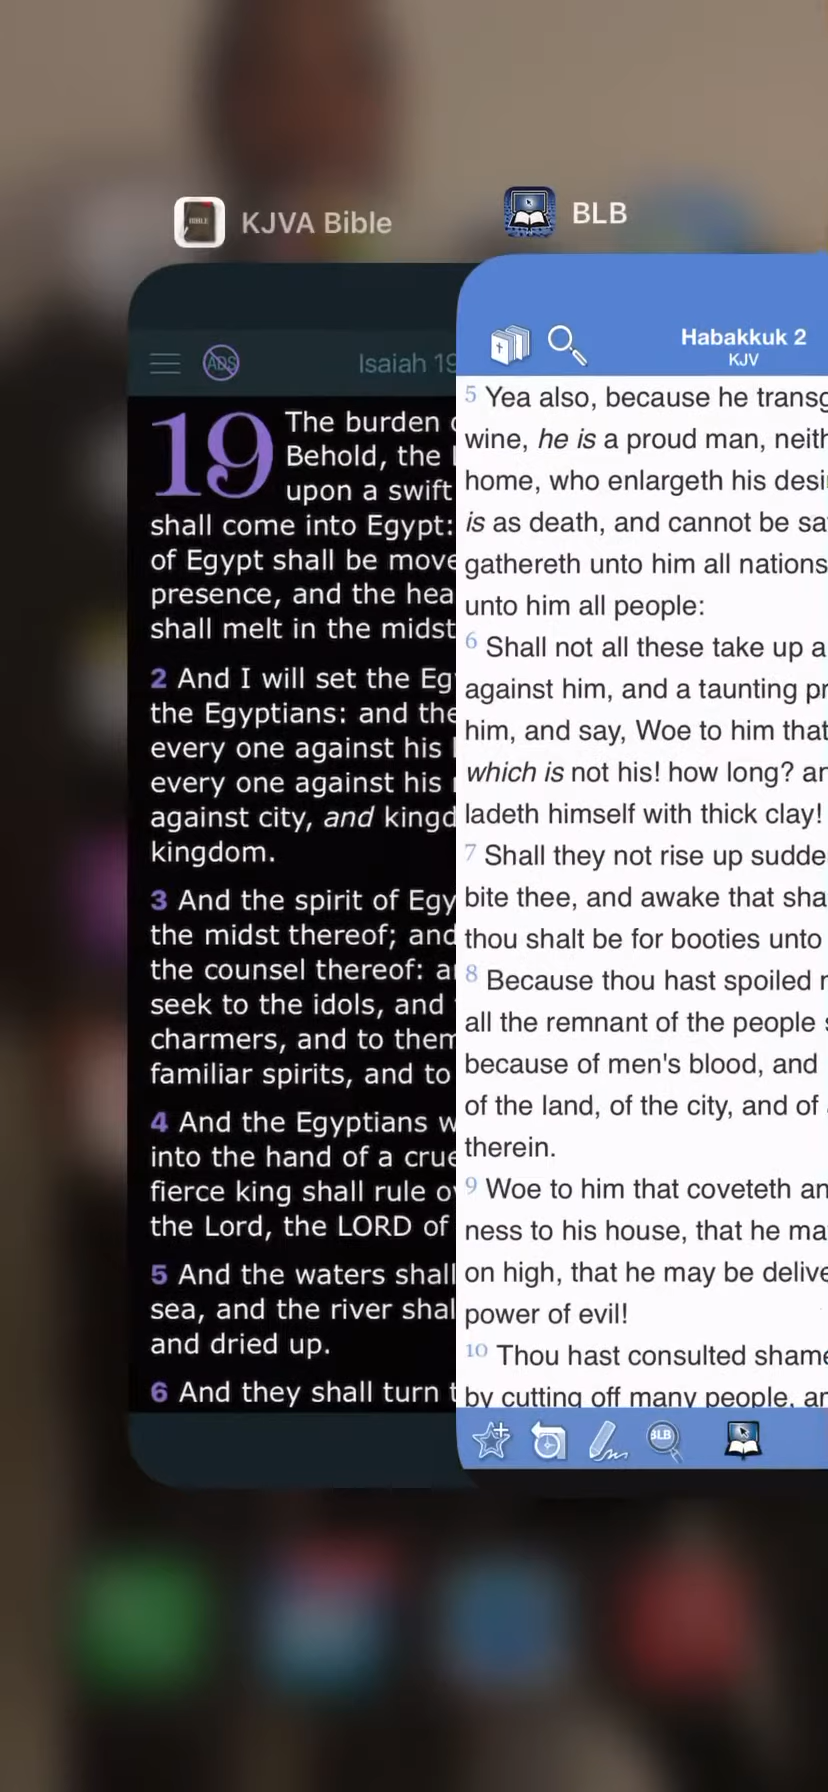 KJVA Bible
BLB
ADS
Isaiah 19
19 The burden
Behold, the
upon a swift
shall come into Egypt:
of Egypt shall be move
presence, and the hea
shall melt in the midst
2 And I will set the Eg
the Egyptians: and the
every one against his
every one against his
against city, and kingd
kingdom.
3 And the spirit of Egy
the midst thereof; and
the counsel thereof: a
seek to the idols, and
charmers, and to them
familiar spirits, and to
4 And the Egyptians w
into the hand of a crue
fierce king shall rule o
the Lord, the LORD of
5 And the waters shall
sea, and the river shal
and dried up.
6 And they shall turn t
Habakkuk 2
KJV
5 Yea also, because he transg
wine, he is a proud man, neith
home, who enlargeth his desi
is as death, and cannot be sa
gathereth unto him all nations
unto him all people:
6 Shall not all these take up a
against him, and a taunting pr
him, and say, Woe to him that
which is not his! how long? an
ladeth himself with thick clay!
7 Shall they not rise up sudde
bite thee, and awake that sha
thou shalt be for booties unto
8 Because thou hast spoiled
all the remnant of the people
because of men's blood, and
of the land, of the city, and of
therein.
9 Woe to him that coveteth an
ness to his house, that he ma
on high, that he may be delive
power of evil!
10 Thou hast consulted shame
by cutting off many people, an
BLB